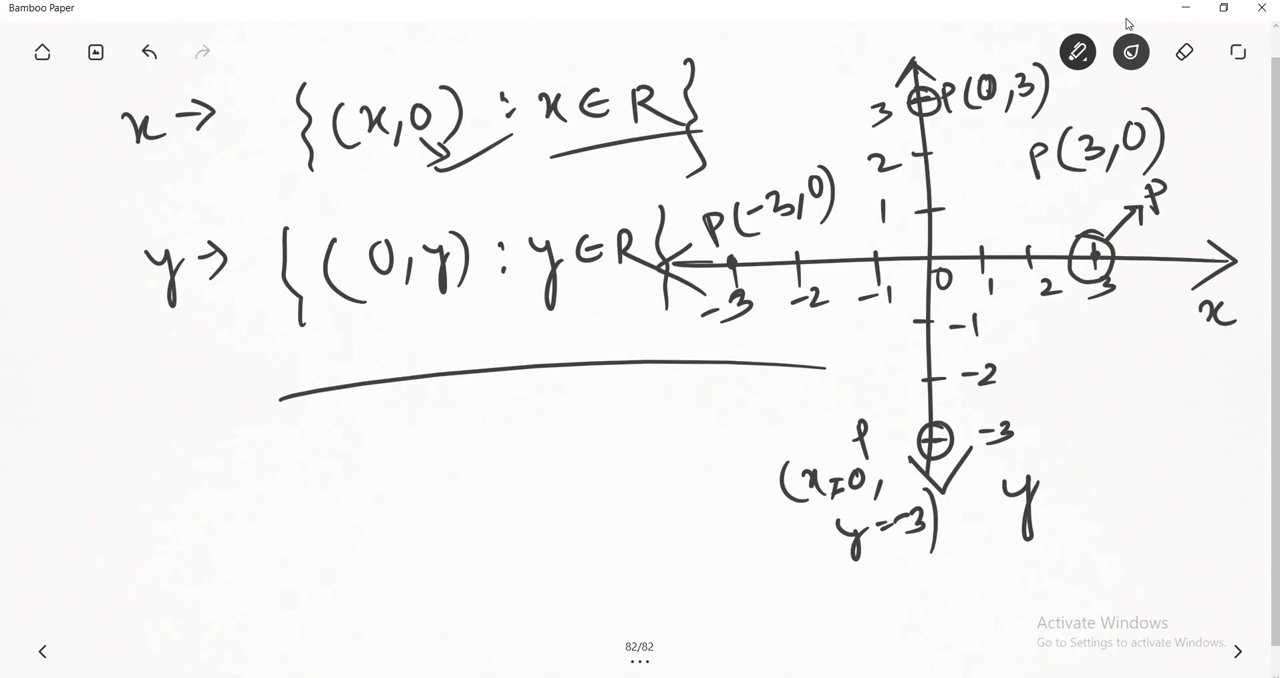 Bamboo Paper
x → { (x,0) : x ∈ R }
y → { (0,y) : y ∈ R }
P(0,3)
3
2
1
P(3,0)
P
P(-3,0)
-3 -2 -1 0 1 2 3
x
-1
-2
-3
P
(x=0,
y=-3)
y
Activate Windows
Go to Settings to activate Windows.
82/82